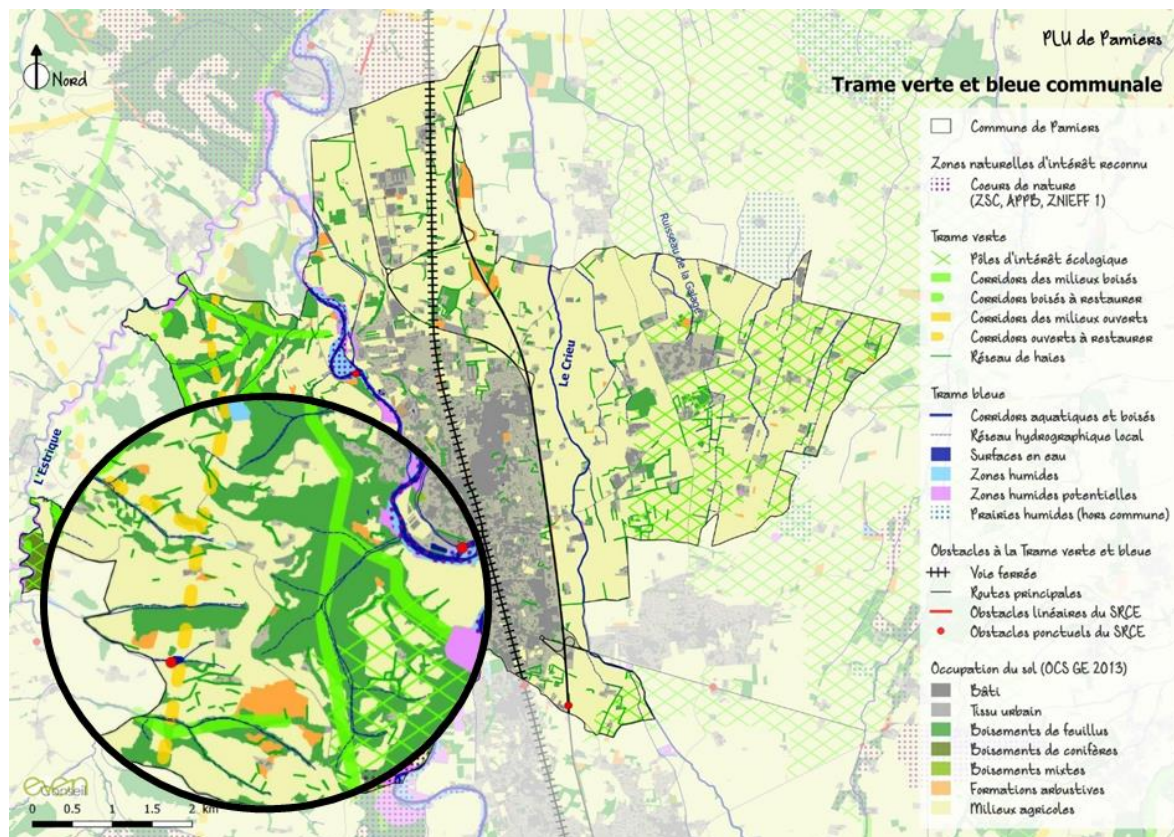 PLU de Pamiers
Trame verte et bleue communale
Nord
Commune de Pamiers
Zones naturelles d'intérêt reconnu
Coeurs de nature
(ZSC, APPB, ZNIEFF 1)
Trame verte
Pôles d'intérêt écologique
Corridors des milieux boisés
Corridors boisés à restaurer
Corridors des milieux ouverts
Corridors ouverts à restaurer
Réseau de haies
Trame bleue
Corridors aquatiques et boisés
Réseau hydrographique local
Surfaces en eau
Zones humides
Zones humides potentielles
Prairies humides (hors commune)
Obstacles à la Trame verte et bleue
Voie ferrée
Routes principales
Obstacles linéaires du SRCE
Obstacles ponctuels du SRCE
Occupation du sol (OCS GE 2013)
Bâti
Tissu urbain
Boisements de feuillus
Boisements de conifères
Boisements mixtes
Formations arbustives
Milieux agricoles
Ruisseau de la Galage
Le Crieu
L'Estrique
even
Conseil
0 0.5 1 1.5 2 km